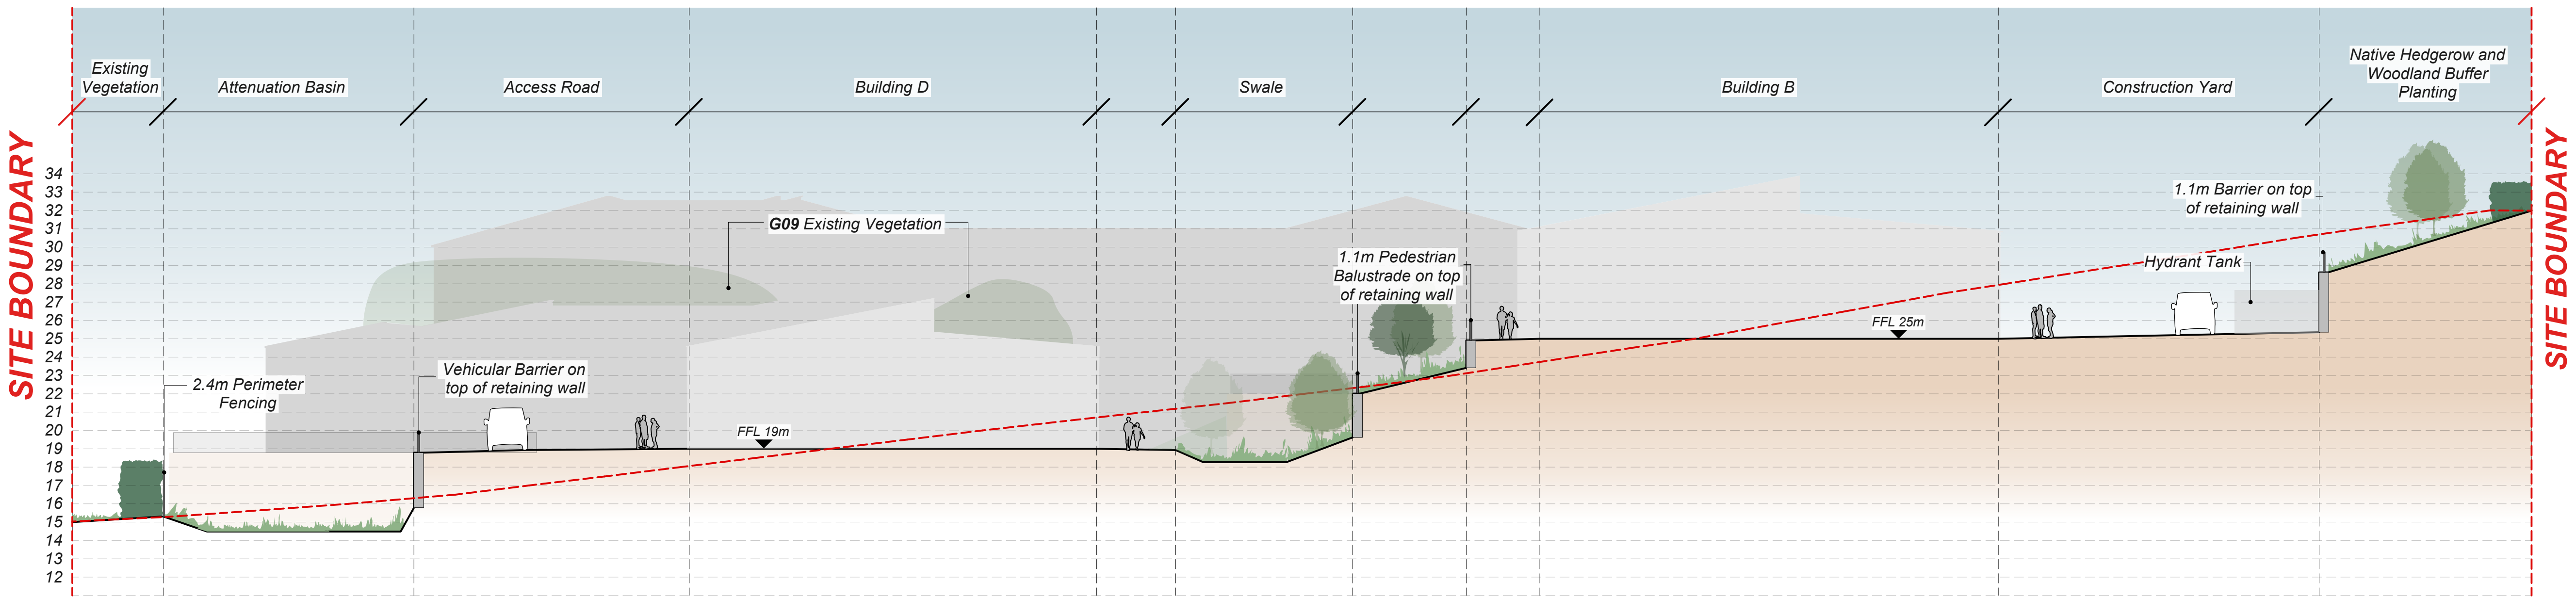 Existing
Vegetation
Attenuation Basin
Access Road
Building D
Swale
Building B
Construction Yard
Native Hedgerow and
Woodland Buffer
Planting
SITE BOUNDARY
34
33
32
31
30
29
28
27
26
25
24
23
22
21
20
19
18
17
16
15
14
13
12
2.4m Perimeter
Fencing
Vehicular Barrier on
top of retaining wall
G09 Existing Vegetation
FFL 19m
1.1m Pedestrian
Balustrade on top
of retaining wall
FFL 25m
1.1m Barrier on top
of retaining wall
Hydrant Tank
SITE BOUNDARY